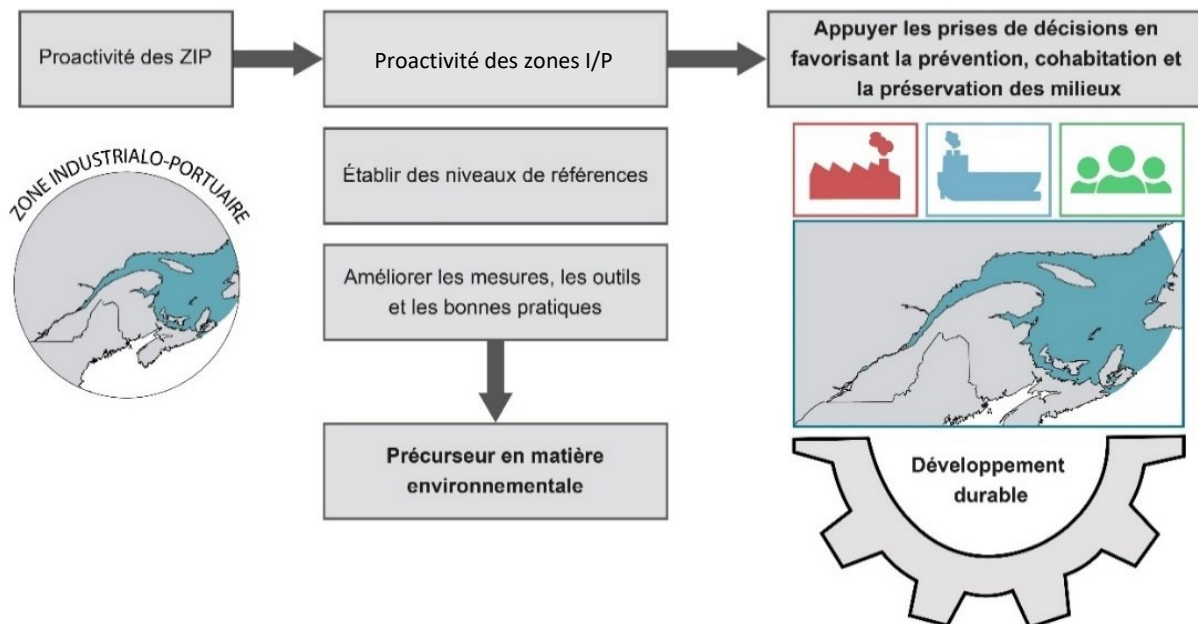 Proactivité des ZIP
Proactivité des zones I/P
Appuyer les prises de décisions en
favorisant la prévention, cohabitation et
la préservation des milieux
ZONE INDUSTRIALO-PORTUAIRE
Établir des niveaux de références
Améliorer les mesures, les outils
et les bonnes pratiques
Précurseur en matière
environnementale
Développement
durable